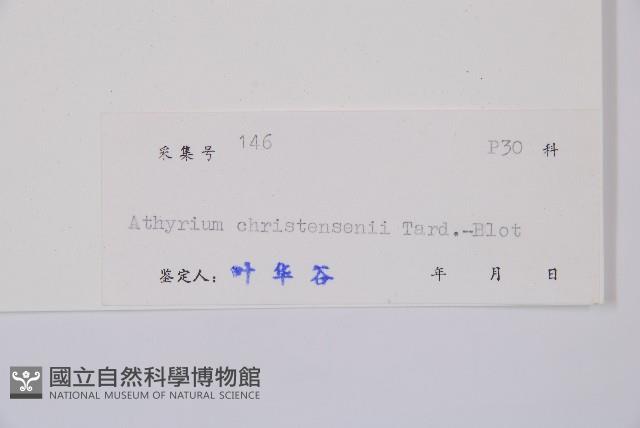 采集号 146 P30 科
Athyrium christensenii Tard.-Blot
鉴定人: 叶华谷 年 月 日
國立自然科學博物館
NATIONAL MUSEUM OF NATURAL SCIENCE